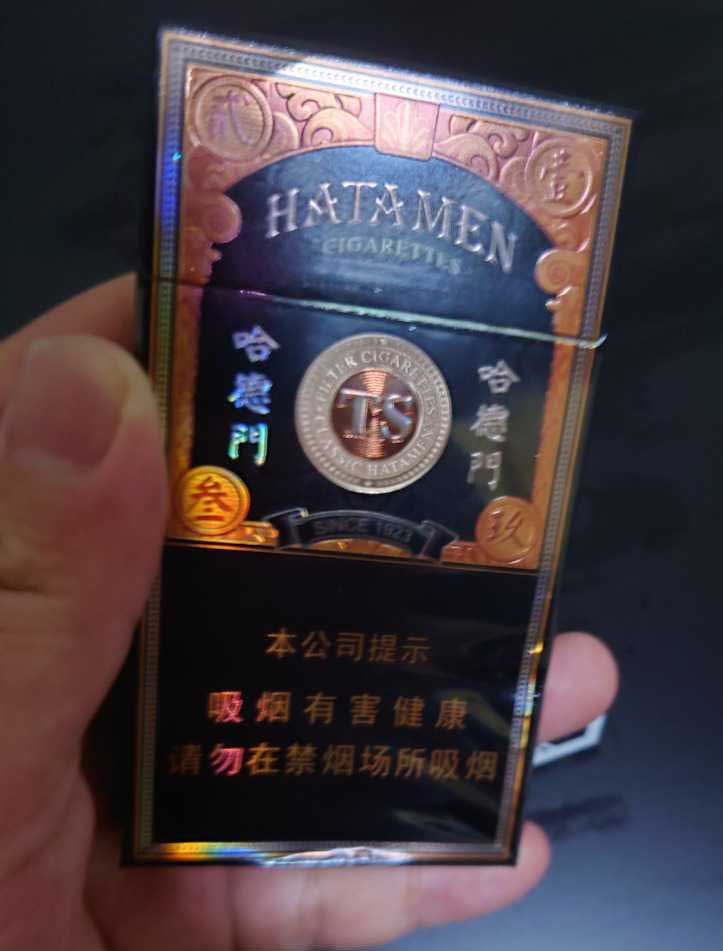 贰
壹
HATAMEN
CIGARETTES
哈德門
哈德門
FILTER CIGARETTES
TS
CLASSIC HATAMEN
叁
玖
SINCE 1923
本公司提示
吸烟有害健康
请勿在禁烟场所吸烟